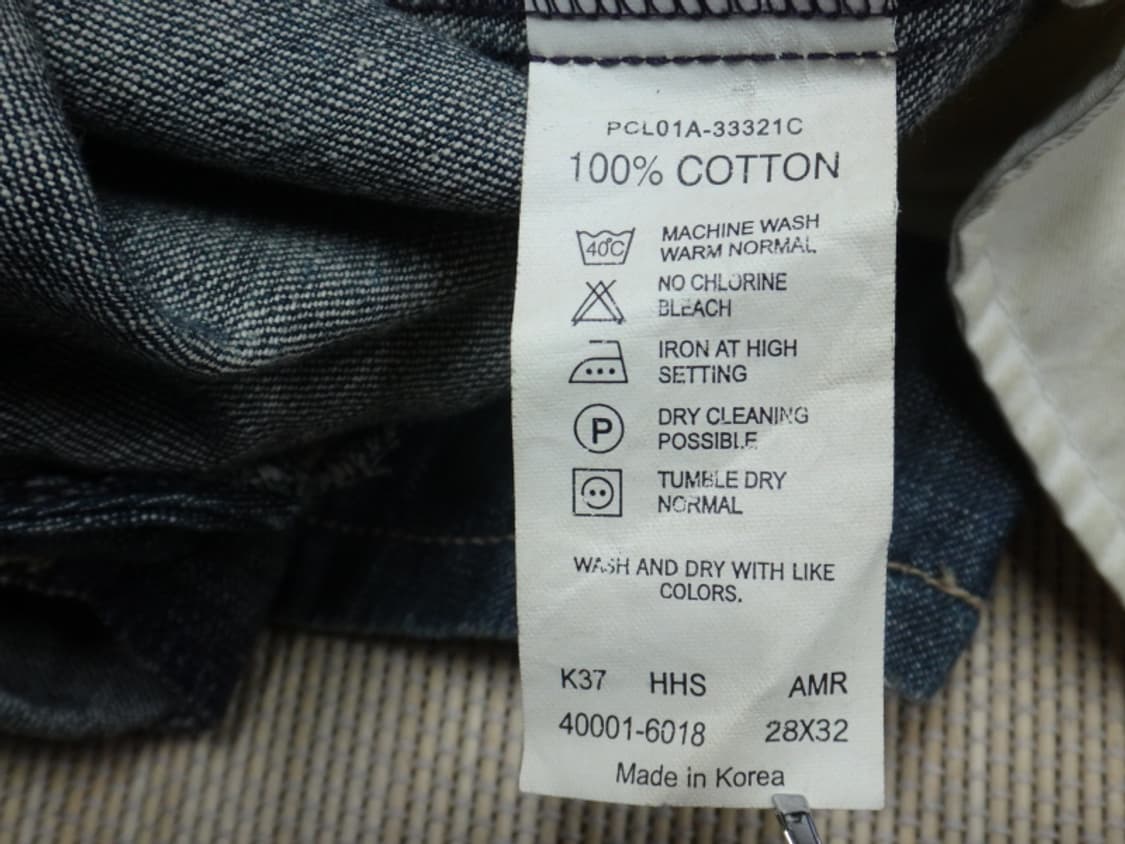 PCL01A-33321C
100% COTTON
40°C
MACHINE WASH
WARM NORMAL
NO CHLORINE
BLEACH
IRON AT HIGH
SETTING
P
DRY CLEANING
POSSIBLE
TUMBLE DRY
NORMAL
WASH AND DRY WITH LIKE
COLORS.
K37 HHS AMR
40001-6018 28X32
Made in Korea